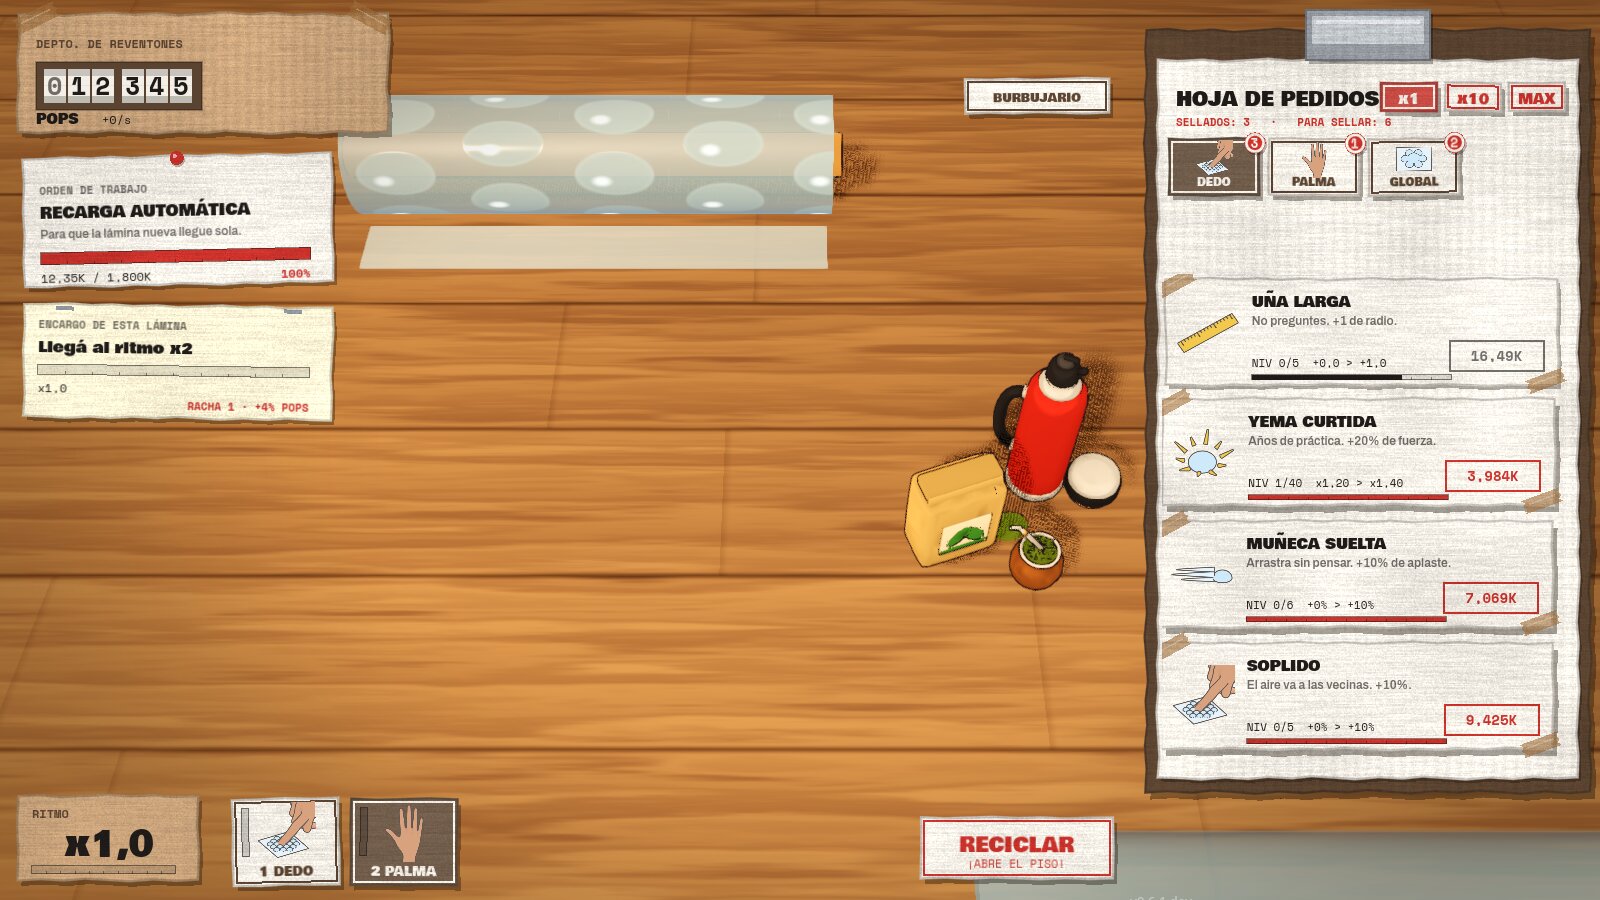 DEPTO. DE REVENTONES
012345
POPS +0/s
ORDEN DE TRABAJO
RECARGA AUTOMÁTICA
Para que la lámina nueva llegue sola.
12,35K / 1,800K 100%
ENCARGO DE ESTA LÁMINA
Llegá al ritmo x2
x1,0
RACHA 1 · +4% POPS
BURBUJARIO
HOJA DE PEDIDOS x1 x10 MAX
SELLADOS: 3 · PARA SELLAR: 6
DEDO 3
PALMA 1
GLOBAL 2
UÑA LARGA
No preguntes. +1 de radio.
NIV 0/5 +0,0 > +1,0
16,49K
YEMA CURTIDA
Años de práctica. +20% de fuerza.
NIV 1/40 x1,20 > x1,40
3,984K
MUÑECA SUELTA
Arrastra sin pensar. +10% de aplaste.
NIV 0/6 +0% > +10%
7,069K
SOPLIDO
El aire va a las vecinas. +10%.
NIV 0/5 +0% > +10%
9,425K
RITMO
x1,0
1 DEDO
2 PALMA
RECICLAR
¡ABRE EL PISO!